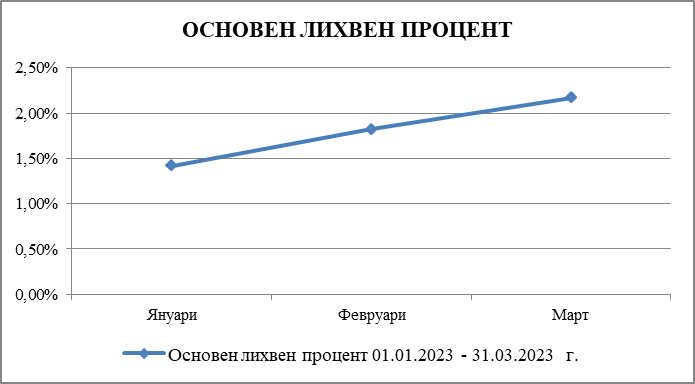 ОСНОВЕН ЛИХВЕН ПРОЦЕНТ
2,50%
2,00%
1,50%
1,00%
0,50%
0,00%
Януари Февруари Март
Основен лихвен процент 01.01.2023 - 31.03.2023 г.